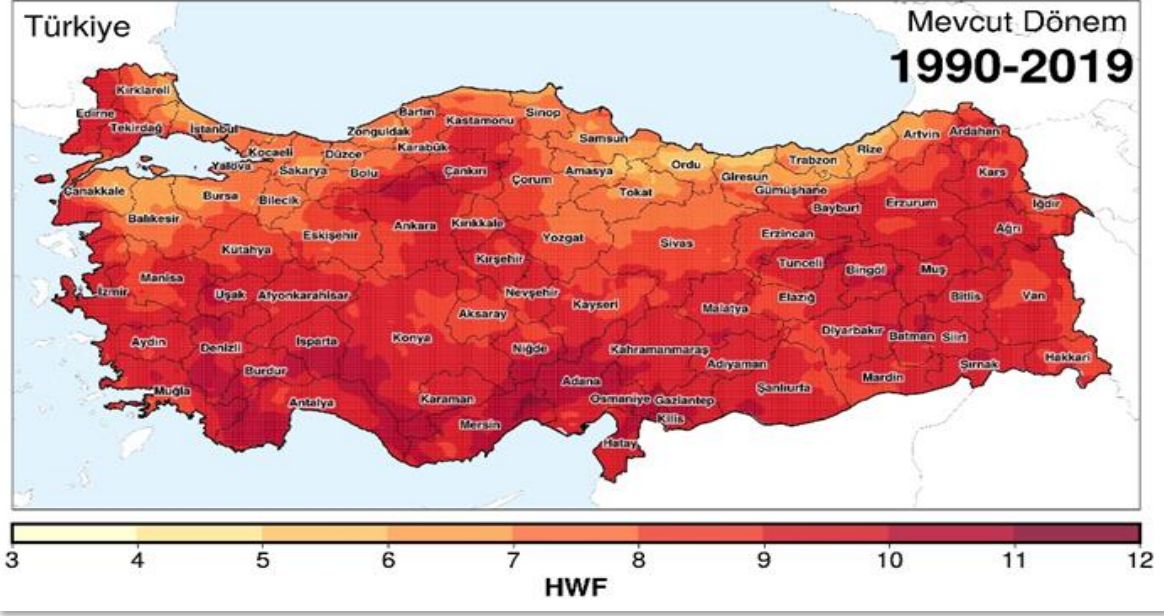 Türkiye
Mevcut Dönem
1990-2019
Kırklareli
Edirne
Tekirdağ
İstanbul
Kocaeli
Yalova
Sakarya
Düzce
Zonguldak
Bartın
Karabük
Kastamonu
Sinop
Samsun
Bolu
Çankırı
Çorum
Amasya
Tokat
Ordu
Giresun
Trabzon
Gümüşhane
Rize
Artvin
Ardahan
Kars
Bayburt
Erzurum
Iğdır
Ağrı
Çanakkale
Balıkesir
Bursa
Bilecik
Eskişehir
Kütahya
Ankara
Kırıkkale
Kırşehir
Yozgat
Sivas
Erzincan
Tunceli
Bingöl
Muş
Bitlis
Van
Manisa
İzmir
Uşak
Afyonkarahisar
Nevşehir
Aksaray
Kayseri
Malatya
Elazığ
Diyarbakır
Batman
Siirt
Şırnak
Hakkari
Aydın
Denizli
Isparta
Burdur
Konya
Niğde
Kahramanmaraş
Adıyaman
Şanlıurfa
Mardin
Muğla
Antalya
Karaman
Mersin
Adana
Osmaniye
Gaziantep
Kilis
Hatay
3 4 5 6 7 8 9 10 11 12
HWF